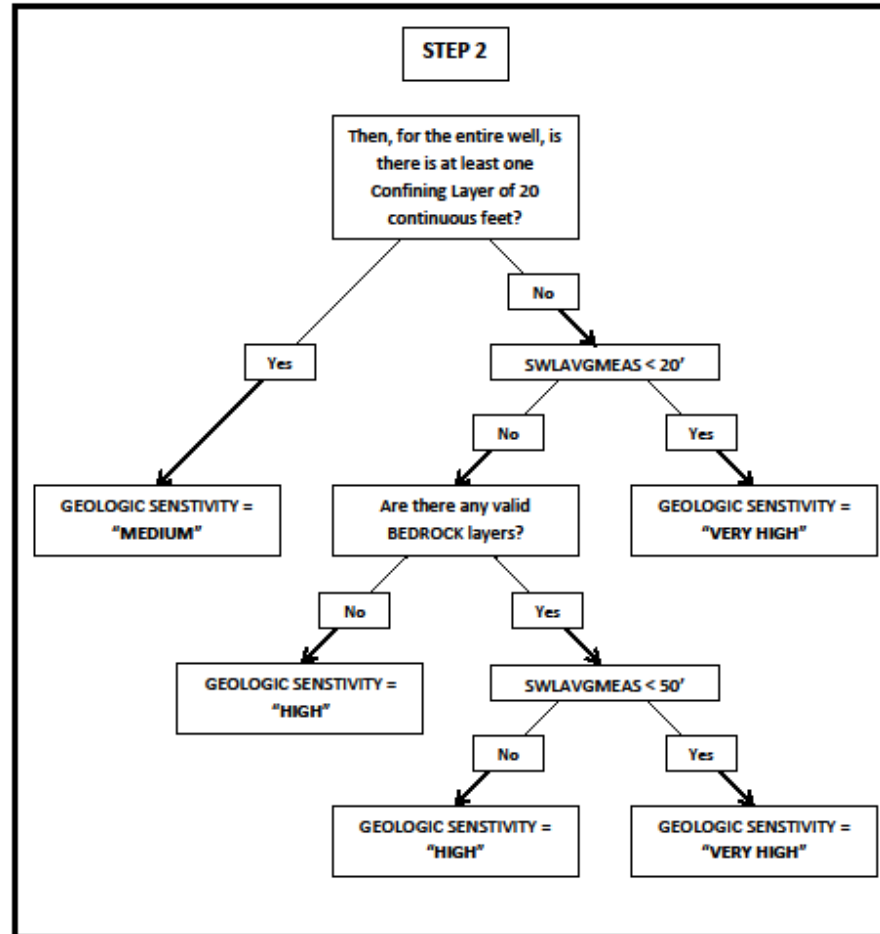 STEP 2
Then, for the entire well, is
there is at least one
Confining Layer of 20
continuous feet?
No
Yes
SWLAVGMEAS < 20’
No
Yes
GEOLOGIC SENSTIVITY =
“MEDIUM”
Are there any valid
BEDROCK layers?
GEOLOGIC SENSTIVITY =
“VERY HIGH”
No
Yes
GEOLOGIC SENSTIVITY =
“HIGH”
SWLAVGMEAS < 50’
No
Yes
GEOLOGIC SENSTIVITY =
“HIGH”
GEOLOGIC SENSTIVITY =
“VERY HIGH”